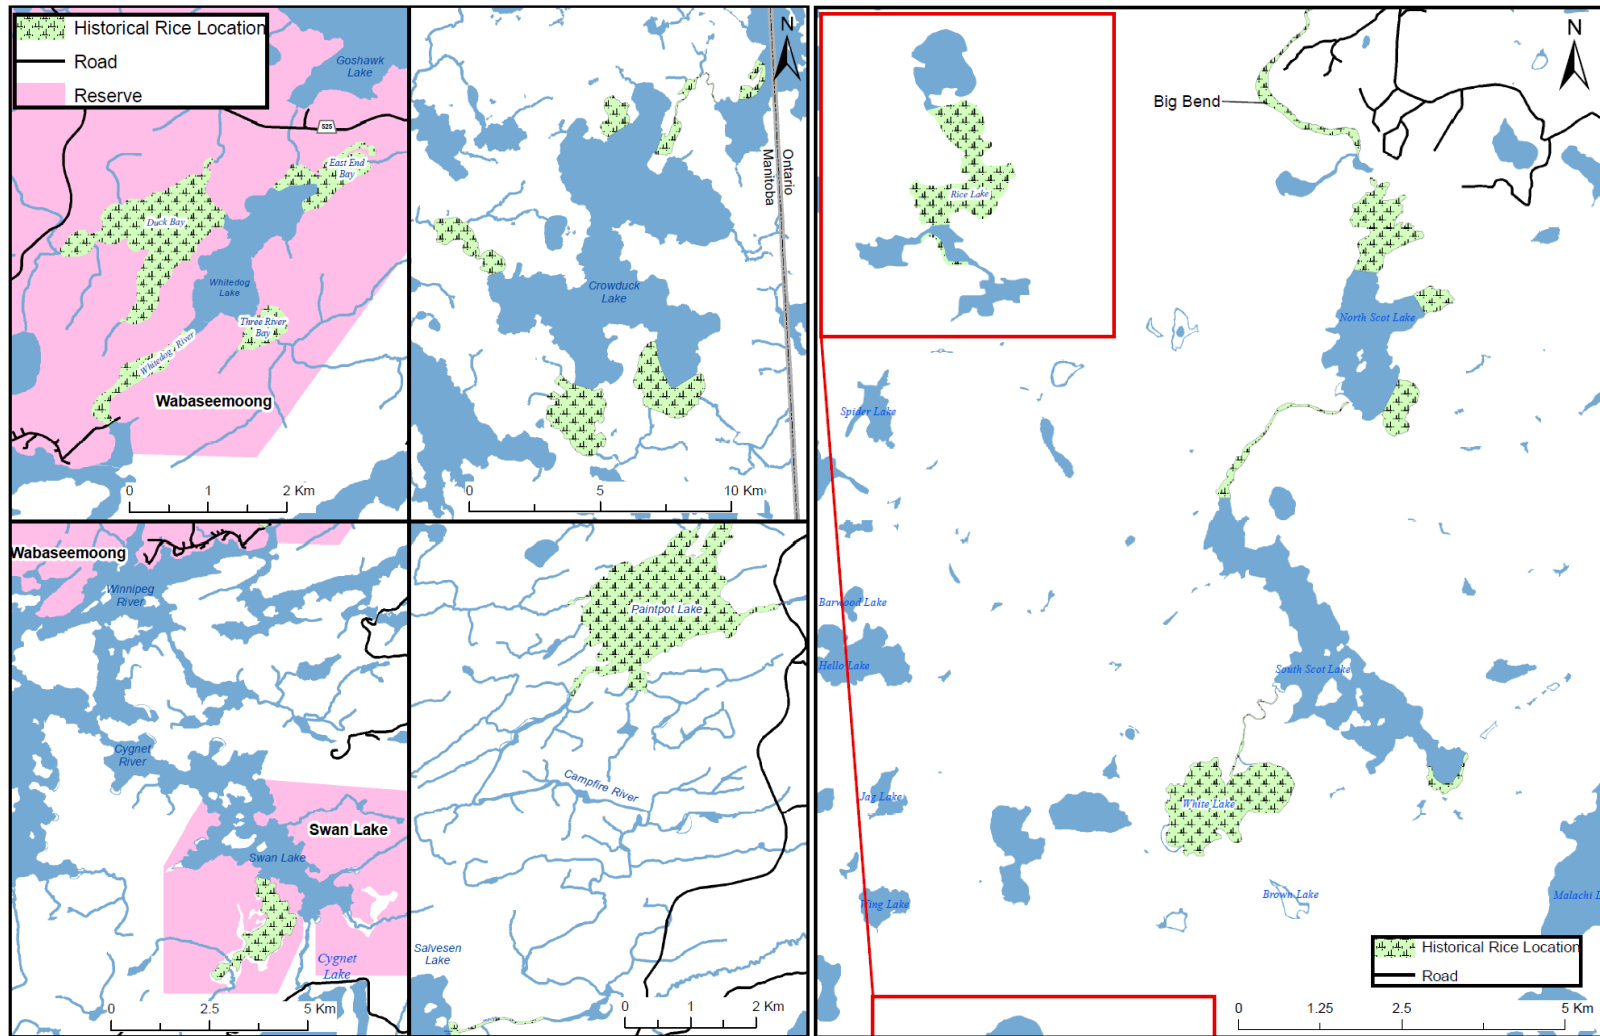 Historical Rice Location
Road
Reserve
Goshawk
Lake
525
East End
Bay
Duck Bay
Whitedog
Lake
Three River
Bay
Whitedog River
Wabaseemoong
0 1 2 Km
N
Ontario
Manitoba
Crowduck
Lake
0 5 10 Km
Wabaseemoong
Winnipeg
River
Cygnet
River
Swan Lake
Swan Lake
Cygnet
Lake
0 2.5 5 Km
Paintpot Lake
Campfire River
Salvesen
Lake
0 1 2 Km
N
Big Bend
Rice Lake
North Scot Lake
Spider Lake
Barwood Lake
Hello Lake
South Scot Lake
Jag Lake
White Lake
Brown Lake
Ving Lake
Malachi L
Historical Rice Location
Road
0 1.25 2.5 5 Km